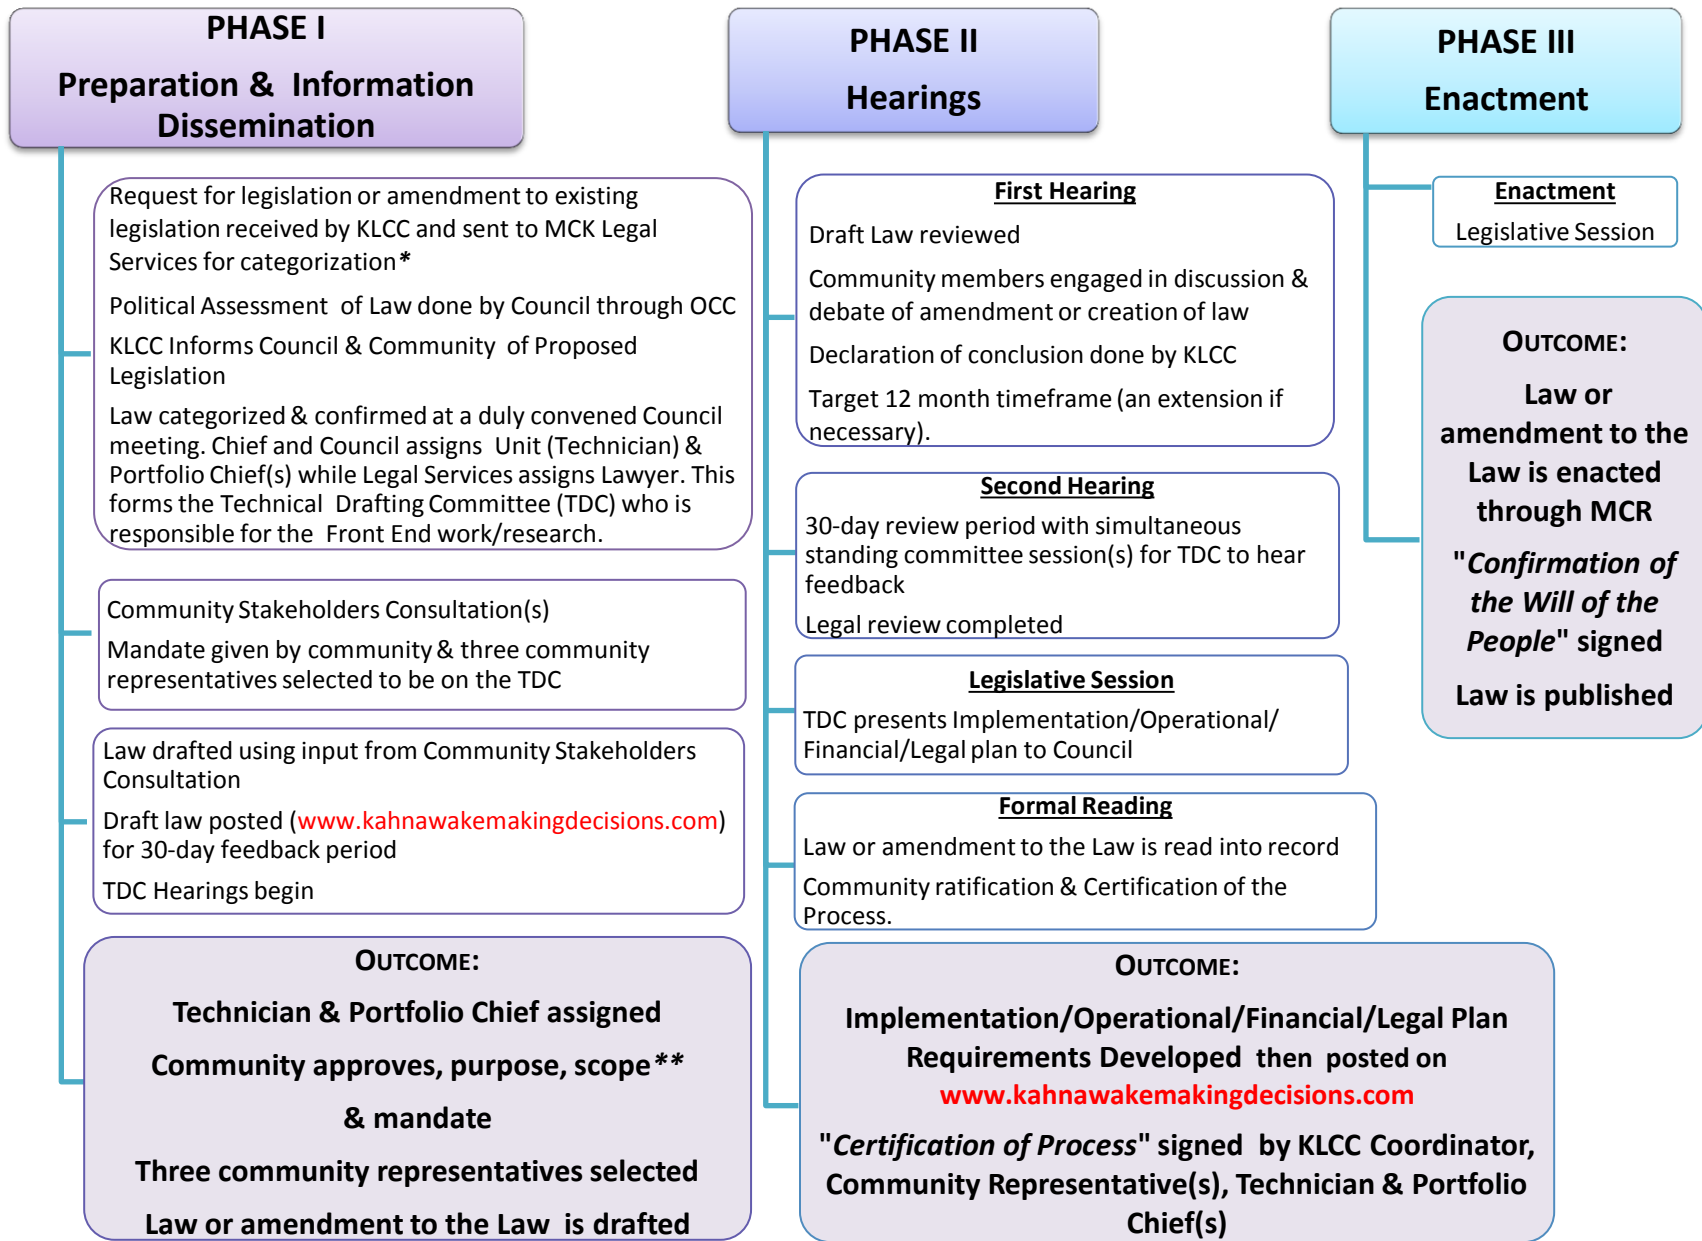 PHASE I
Preparation & Information
Dissemination
Request for legislation or amendment to existing
legislation received by KLCC and sent to MCK Legal
Services for categorization*
Political Assessment of Law done by Council through OCC
KLCC Informs Council & Community of Proposed
Legislation
Law categorized & confirmed at a duly convened Council
meeting. Chief and Council assigns Unit (Technician) &
Portfolio Chief(s) while Legal Services assigns Lawyer. This
forms the Technical Drafting Committee (TDC) who is
responsible for the Front End work/research.
Community Stakeholders Consultation(s)
Mandate given by community & three community
representatives selected to be on the TDC
Law drafted using input from Community Stakeholders
Consultation
Draft law posted (www.kahnawakemakingdecisions.com)
for 30-day feedback period
TDC Hearings begin
OUTCOME:
Technician & Portfolio Chief assigned
Community approves, purpose, scope**
& mandate
Three community representatives selected
Law or amendment to the Law is drafted
PHASE II
Hearings
First Hearing
Draft Law reviewed
Community members engaged in discussion &
debate of amendment or creation of law
Declaration of conclusion done by KLCC
Target 12 month timeframe (an extension if
necessary).
Second Hearing
30-day review period with simultaneous
standing committee session(s) for TDC to hear
feedback
Legal review completed
Legislative Session
TDC presents Implementation/Operational/
Financial/Legal plan to Council
Formal Reading
Law or amendment to the Law is read into record
Community ratification & Certification of the
Process.
OUTCOME:
Implementation/Operational/Financial/Legal Plan
Requirements Developed then posted on
www.kahnawakemakingdecisions.com
"Certification of Process" signed by KLCC Coordinator,
Community Representative(s), Technician & Portfolio
Chief(s)
PHASE III
Enactment
Enactment
Legislative Session
OUTCOME:
Law or
amendment to the
Law is enacted
through MCR
"Confirmation of
the Will of the
People" signed
Law is published